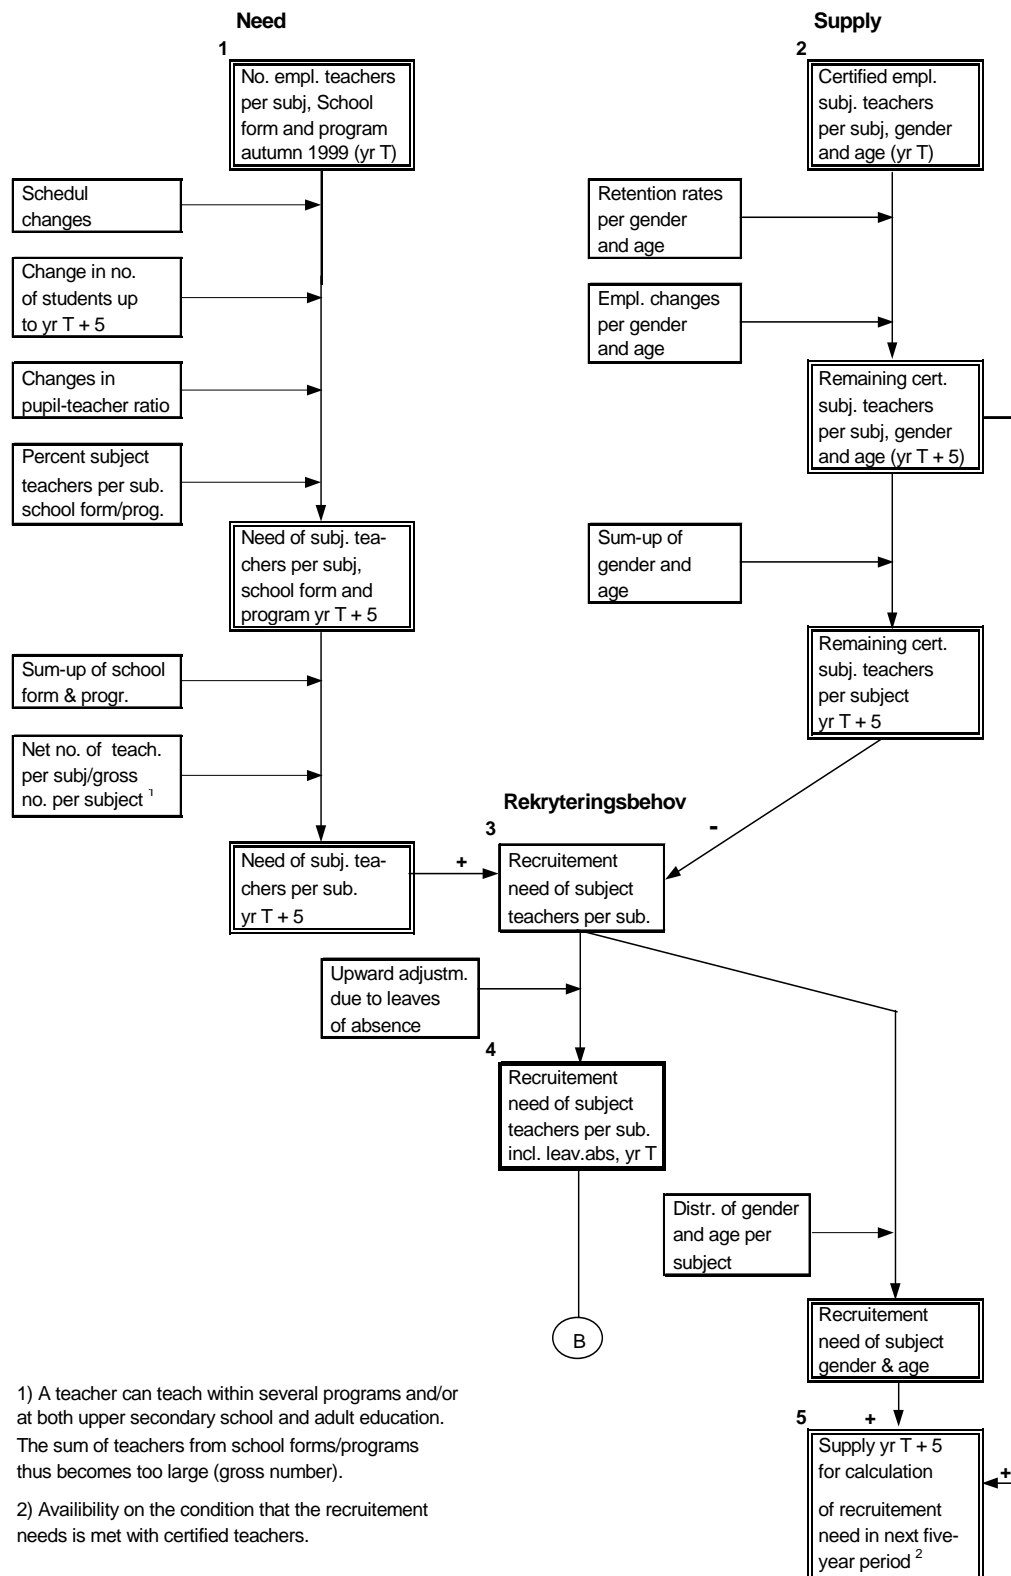 Need
1
No. empl. teachers
per subj, School
form and program
autumn 1999 (yr T)
Schedul
changes
Change in no.
of students up
to yr T + 5
Changes in
pupil-teacher ratio
Percent subject
teachers per sub.
school form/prog.
Need of subj. tea-
chers per subj,
school form and
program yr T + 5
Sum-up of school
form & progr.
Net no. of teach.
per subj/gross
no. per subject 1
Need of subj. tea-
chers per sub.
yr T + 5
+
Supply
2
Certified empl.
subj. teachers
per subj, gender
and age (yr T)
Retention rates
per gender
and age
Empl. changes
per gender
and age
Remaining cert.
subj. teachers
per subj, gender
and age (yr T + 5)
Sum-up of
gender and
age
Remaining cert.
subj. teachers
per subject
yr T + 5
-
Rekryteringsbehov
3
Recruitement
need of subject
teachers per sub.
Upward adjustm.
due to leaves
of absence
4
Recruitement
need of subject
teachers per sub.
incl. leav.abs, yr T
B
Distr. of gender
and age per
subject
Recruitement
need of subject
gender & age
5
+
Supply yr T + 5
for calculation
of recruitement
need in next five-
year period 2
+
1) A teacher can teach within several programs and/or
at both upper secondary school and adult education.
The sum of teachers from school forms/programs
thus becomes too large (gross number).
2) Availibility on the condition that the recruitement
needs is met with certified teachers.